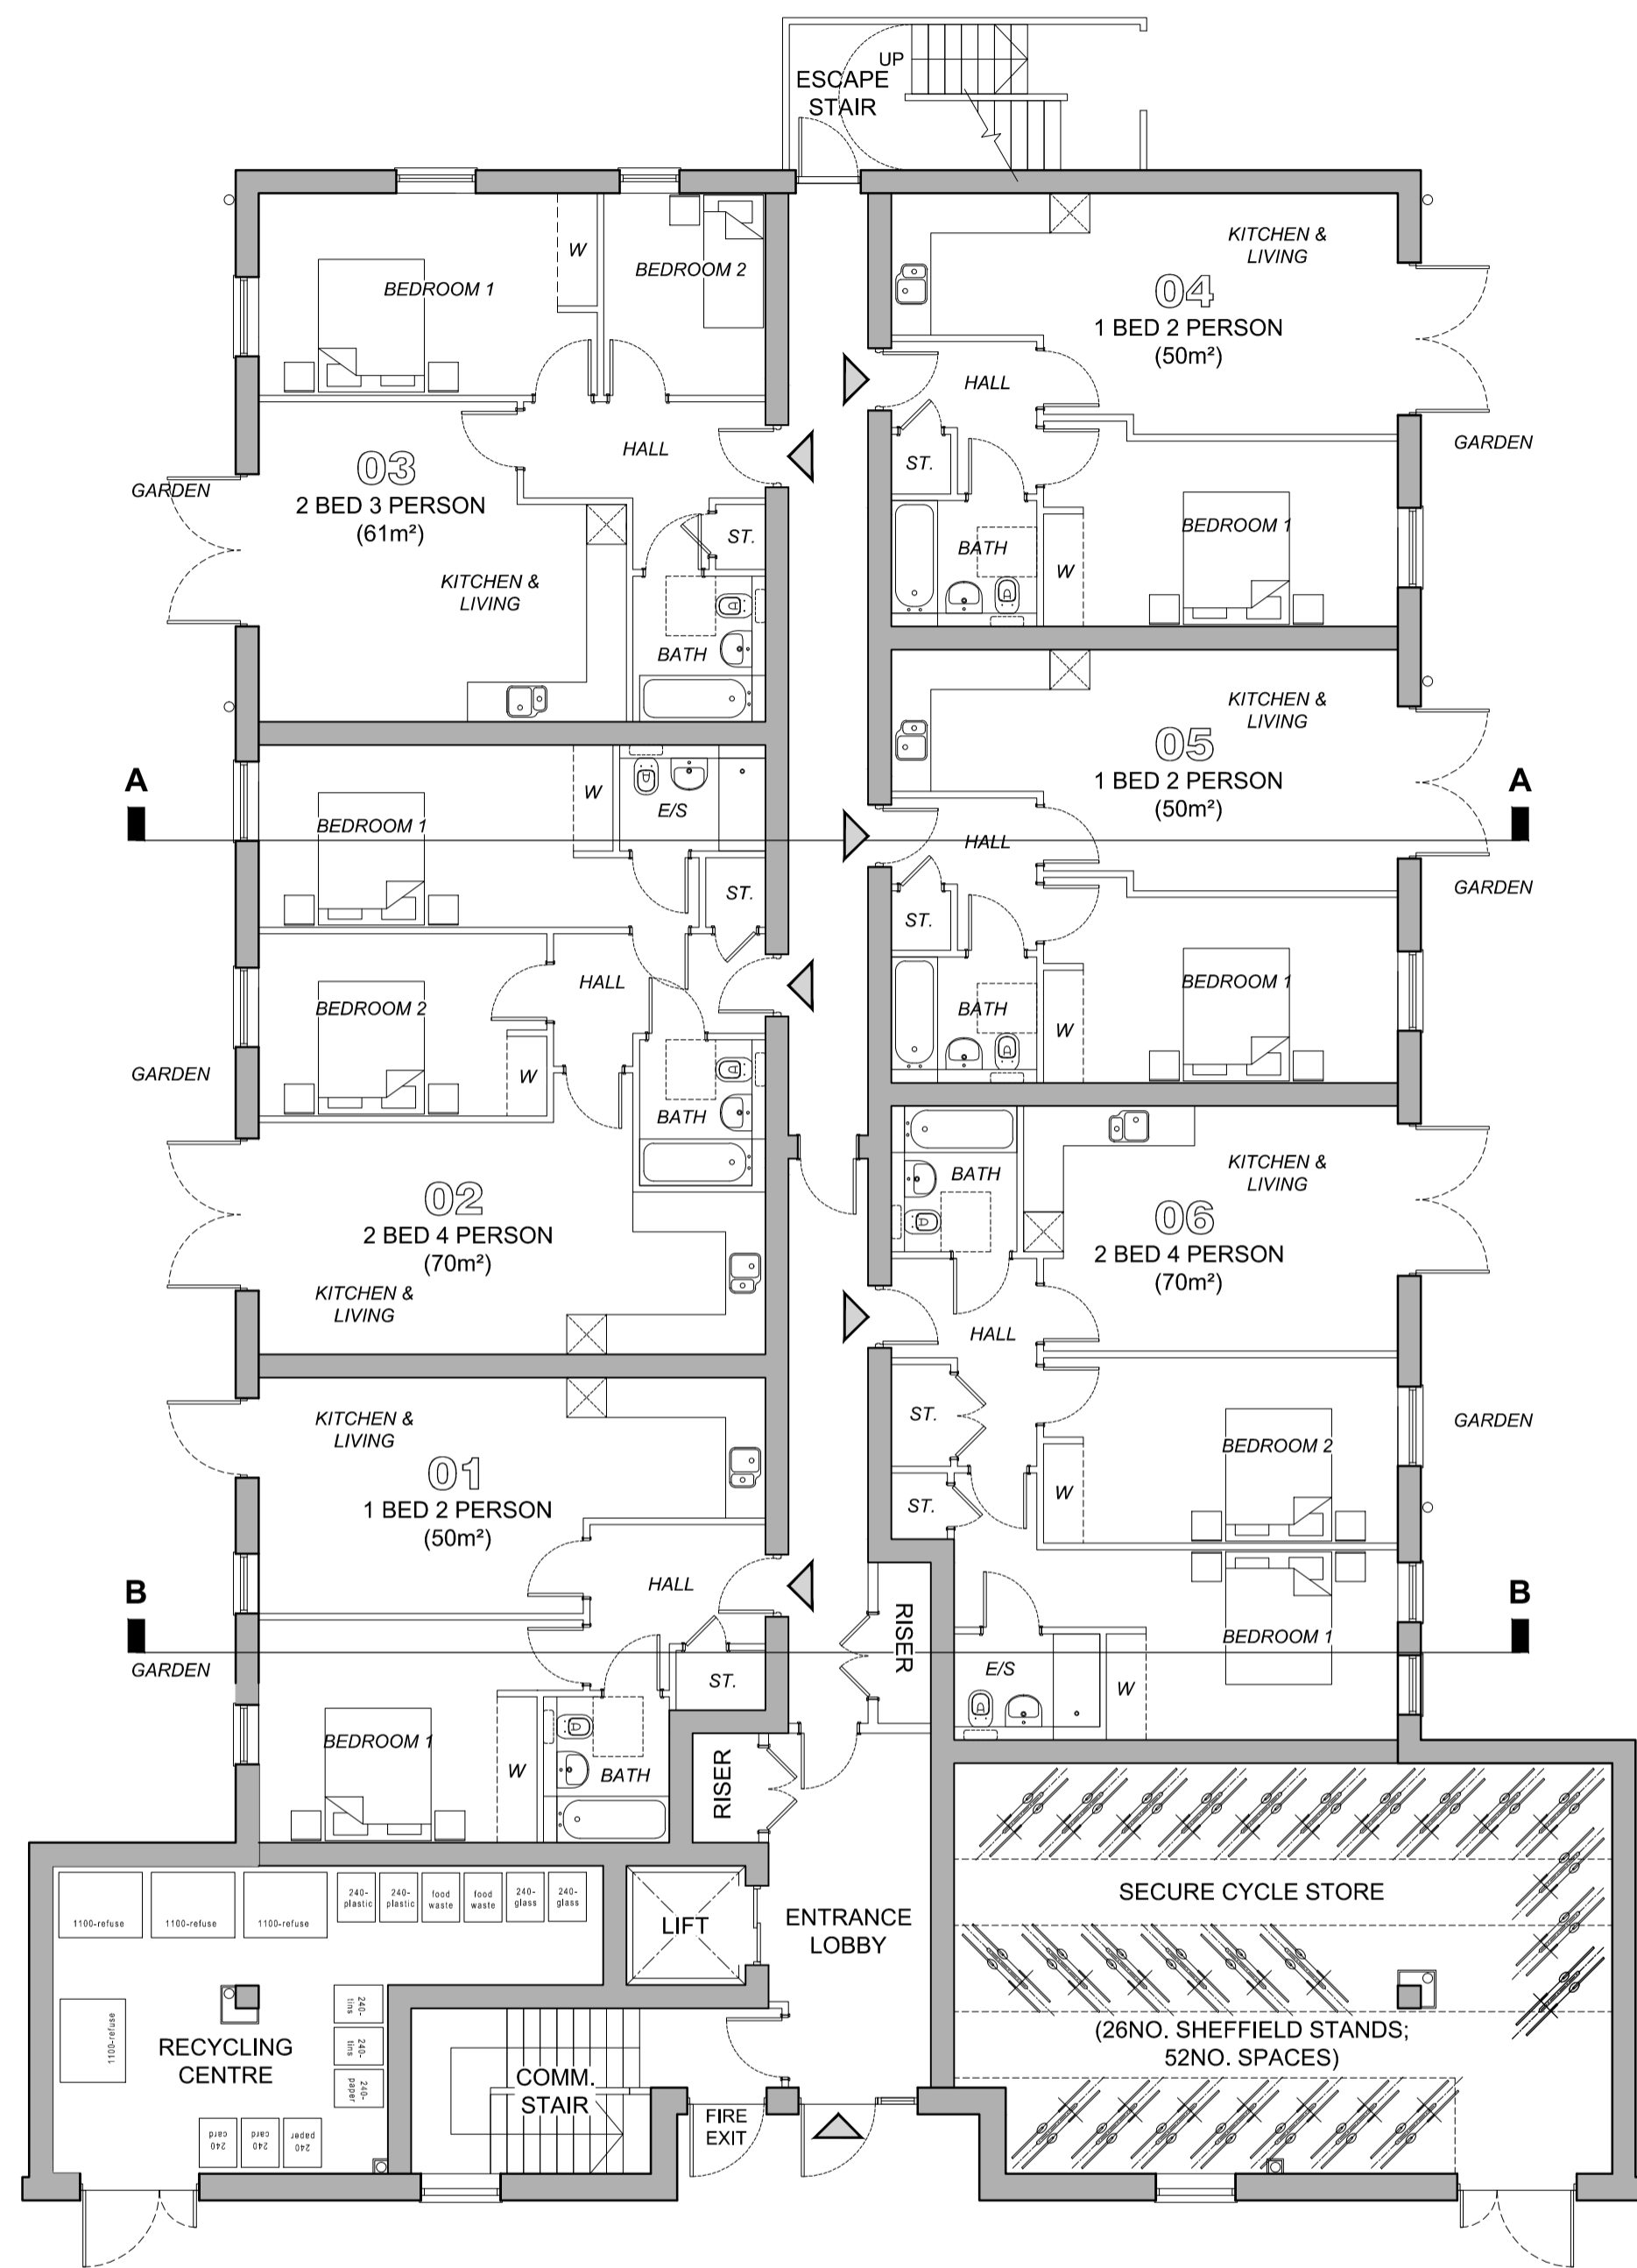 UP
ESCAPE
STAIR
BEDROOM 1
W
BEDROOM 2
KITCHEN &
LIVING
04
1 BED 2 PERSON
(50m²)
HALL
GARDEN
ST.
BATH
W
BEDROOM 1
HALL
03
2 BED 3 PERSON
(61m²)
GARDEN
ST.
KITCHEN &
LIVING
BATH
KITCHEN &
LIVING
05
1 BED 2 PERSON
(50m²)
A
A
W
E/S
BEDROOM 1
HALL
ST.
GARDEN
ST.
HALL
BEDROOM 2
W
BATH
GARDEN
BATH
W
BEDROOM 1
02
2 BED 4 PERSON
(70m²)
KITCHEN &
LIVING
BATH
KITCHEN &
LIVING
06
2 BED 4 PERSON
(70m²)
HALL
ST.
GARDEN
BEDROOM 2
W
ST.
KITCHEN &
LIVING
01
1 BED 2 PERSON
(50m²)
HALL
B
B
RISER
GARDEN
ST.
E/S
W
BEDROOM 1
BEDROOM 1
W
BATH
RISER
1100-refuse
1100-refuse
1100-refuse
240-
plastic
240-
plastic
food
waste
food
waste
240-
glass
240-
glass
LIFT
ENTRANCE
LOBBY
SECURE CYCLE STORE
1100-refuse
240-
tins
240-
tins
240-
paper
RECYCLING
CENTRE
(26NO. SHEFFIELD STANDS;
52NO. SPACES)
COMM.
STAIR
FIRE
EXIT
240
card
240
card
240
paper